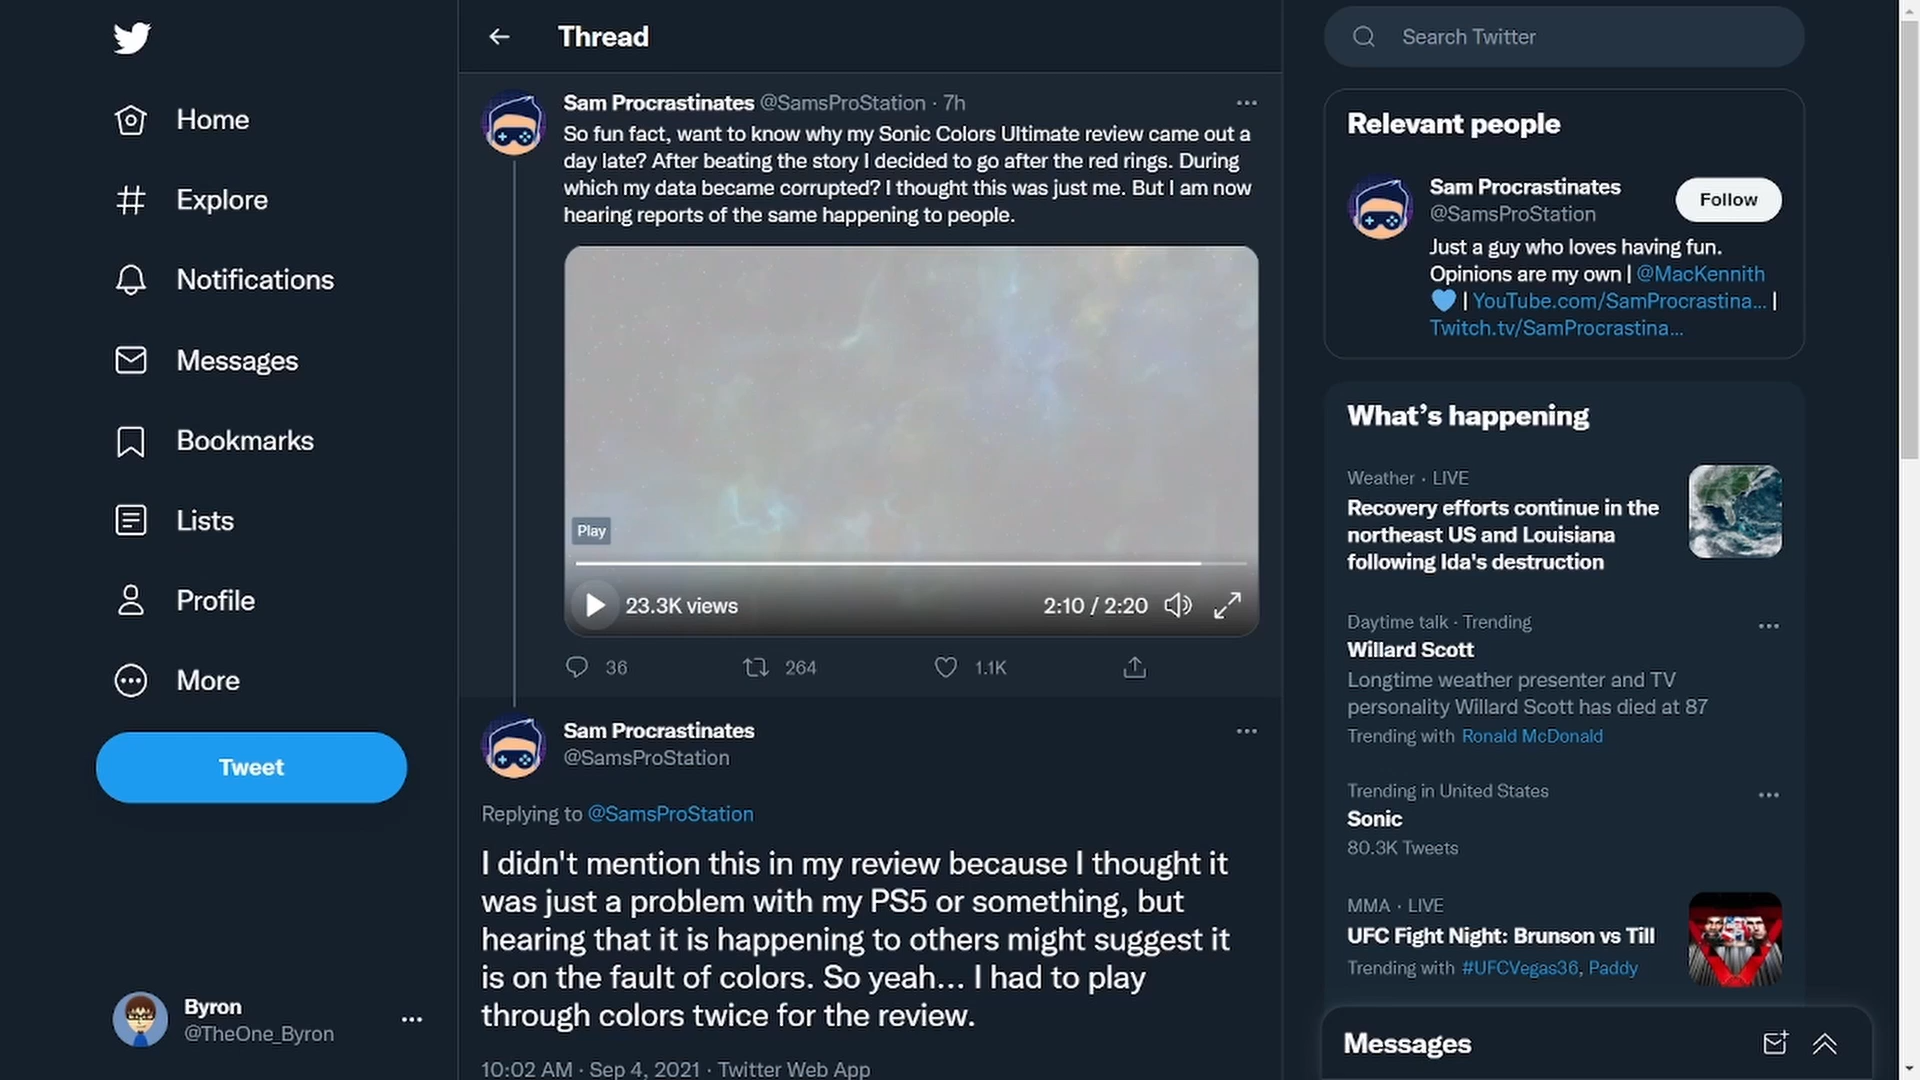 Home
Explore
Notifications
Messages
Bookmarks
Lists
Profile
More
Tweet
Byron
@TheOne_Byron
Thread
Sam Procrastinates @SamsProStation · 7h
So fun fact, want to know why my Sonic Colors Ultimate review came out a
day late? After beating the story I decided to go after the red rings. During
which my data became corrupted? I thought this was just me. But I am now
hearing reports of the same happening to people.
Play
23.3K views
2:10 / 2:20
36
264
1.1K
Sam Procrastinates
@SamsProStation
Replying to @SamsProStation
I didn't mention this in my review because I thought it
was just a problem with my PS5 or something, but
hearing that it is happening to others might suggest it
is on the fault of colors. So yeah... I had to play
through colors twice for the review.
10:02 AM · Sep 4, 2021 · Twitter Web App
Search Twitter
Relevant people
Sam Procrastinates
@SamsProStation
Follow
Just a guy who loves having fun.
Opinions are my own | @MacKennith
💙 | YouTube.com/SamProcrastina... |
Twitch.tv/SamProcrastina...
What's happening
Weather · LIVE
Recovery efforts continue in the
northeast US and Louisiana
following Ida's destruction
Daytime talk · Trending
Willard Scott
Longtime weather presenter and TV
personality Willard Scott has died at 87
Trending with Ronald McDonald
Trending in United States
Sonic
80.3K Tweets
MMA · LIVE
UFC Fight Night: Brunson vs Till
Trending with #UFCVegas36, Paddy
Messages